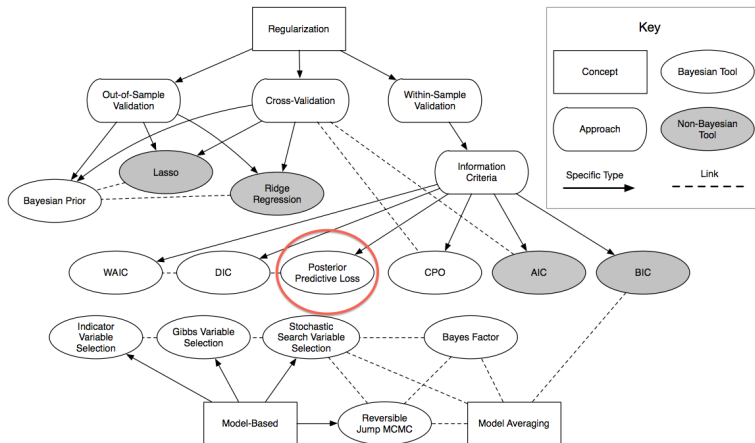 Regularization
Key
Concept
Bayesian Tool
Approach
Non-Bayesian
Tool
Specific Type
Link
Out-of-Sample
Validation
Cross-Validation
Within-Sample
Validation
Lasso
Ridge
Regression
Bayesian Prior
Information
Criteria
WAIC
DIC
Posterior
Predictive Loss
CPO
AIC
BIC
Indicator
Variable
Selection
Gibbs Variable
Selection
Stochastic
Search Variable
Selection
Bayes Factor
Model-Based
Reversible
Jump MCMC
Model Averaging